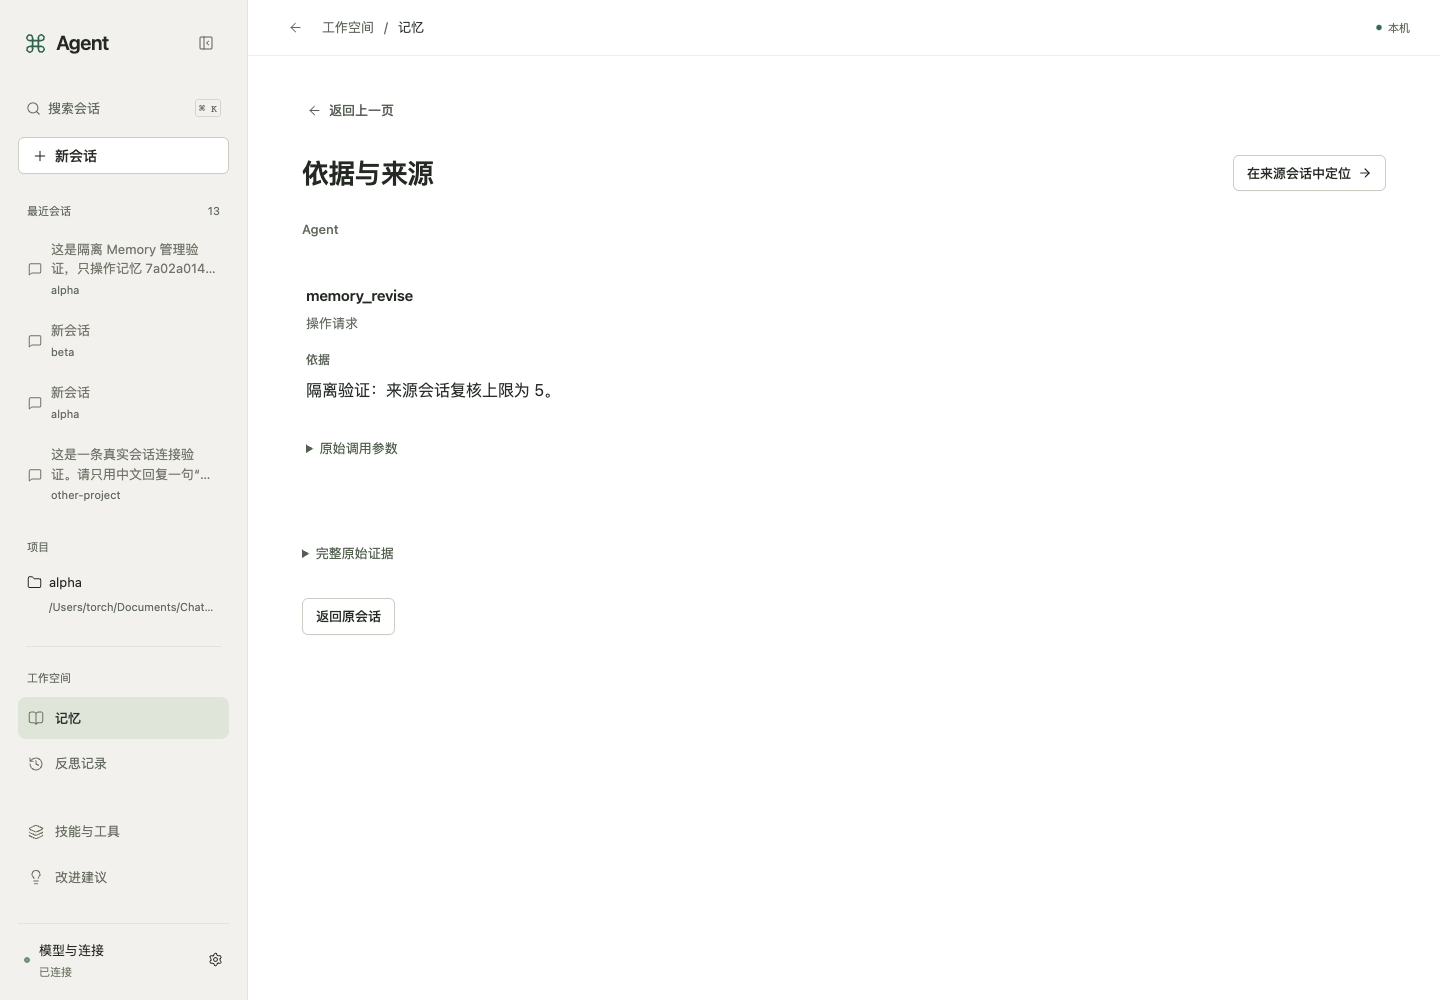 Agent
搜索会话
⌘ K
新会话
最近会话 13
这是隔离 Memory 管理验
证，只操作记忆 7a02a014...
alpha
新会话
beta
新会话
alpha
这是一条真实会话连接验
证。请只用中文回复一句“...
other-project
项目
alpha
/Users/torch/Documents/Chat...
工作空间
记忆
反思记录
技能与工具
改进建议
模型与连接
已连接
工作空间 / 记忆
本机
返回上一页
依据与来源
在来源会话中定位
Agent
memory_revise
操作请求
依据
隔离验证：来源会话复核上限为 5。
原始调用参数
完整原始证据
返回原会话